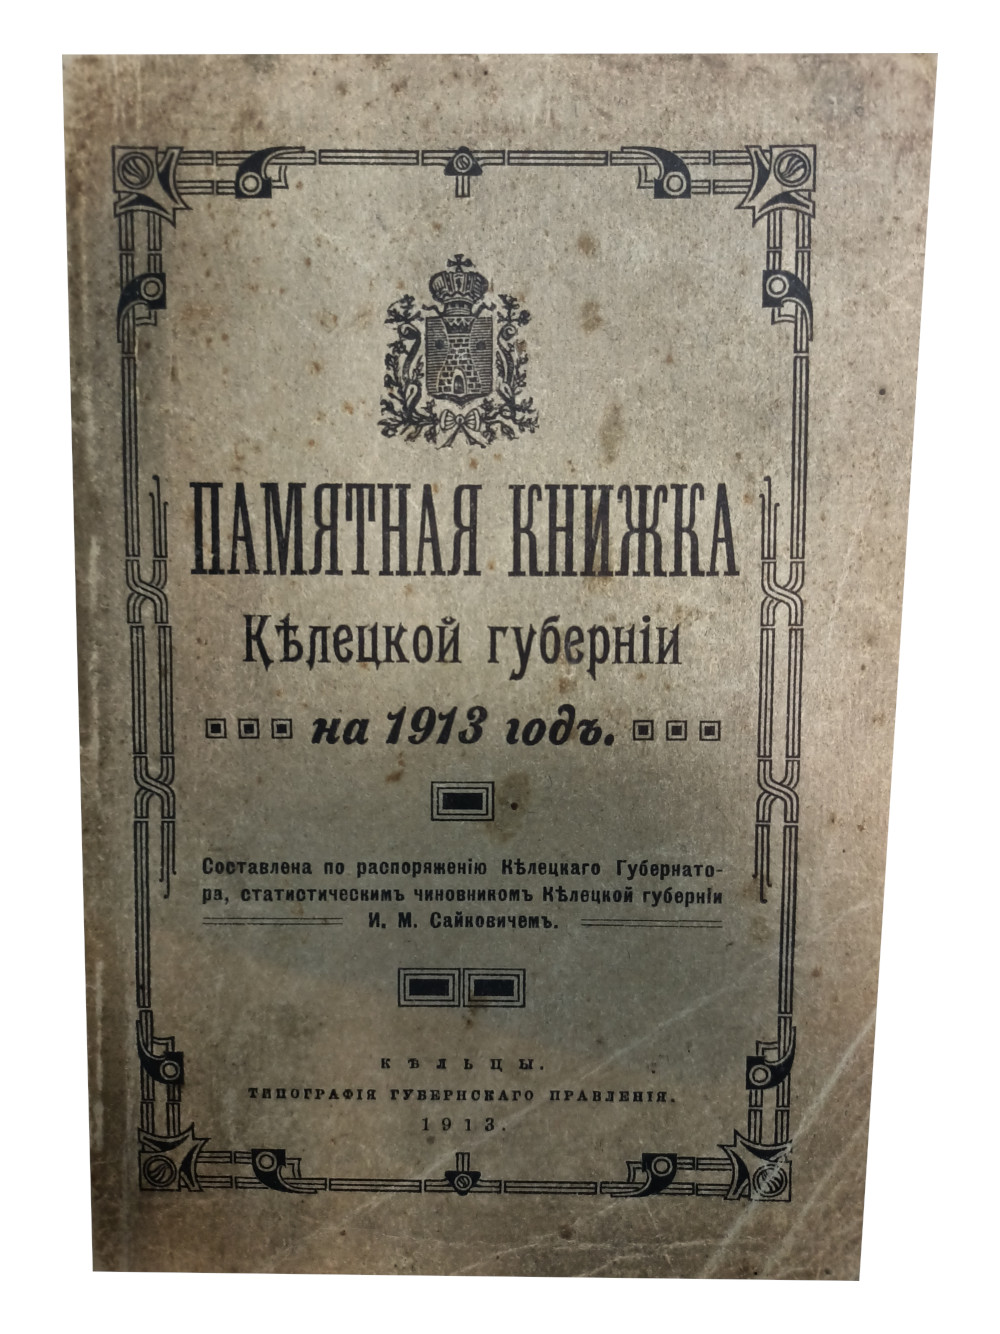 ПАМЯТНАЯ КНИЖКА
Кѣлецкой губерніи
на 1913 годъ.
Составлена по распоряженію Кѣлецкаго Губернато-
ра, статистическимъ чиновникомъ Кѣлецкой губерніи
И. М. Сайковичемъ.
КѢЛЬЦЫ.
ТИПОГРАФІЯ ГУБЕРНСКАГО ПРАВЛЕНІЯ.
1913.